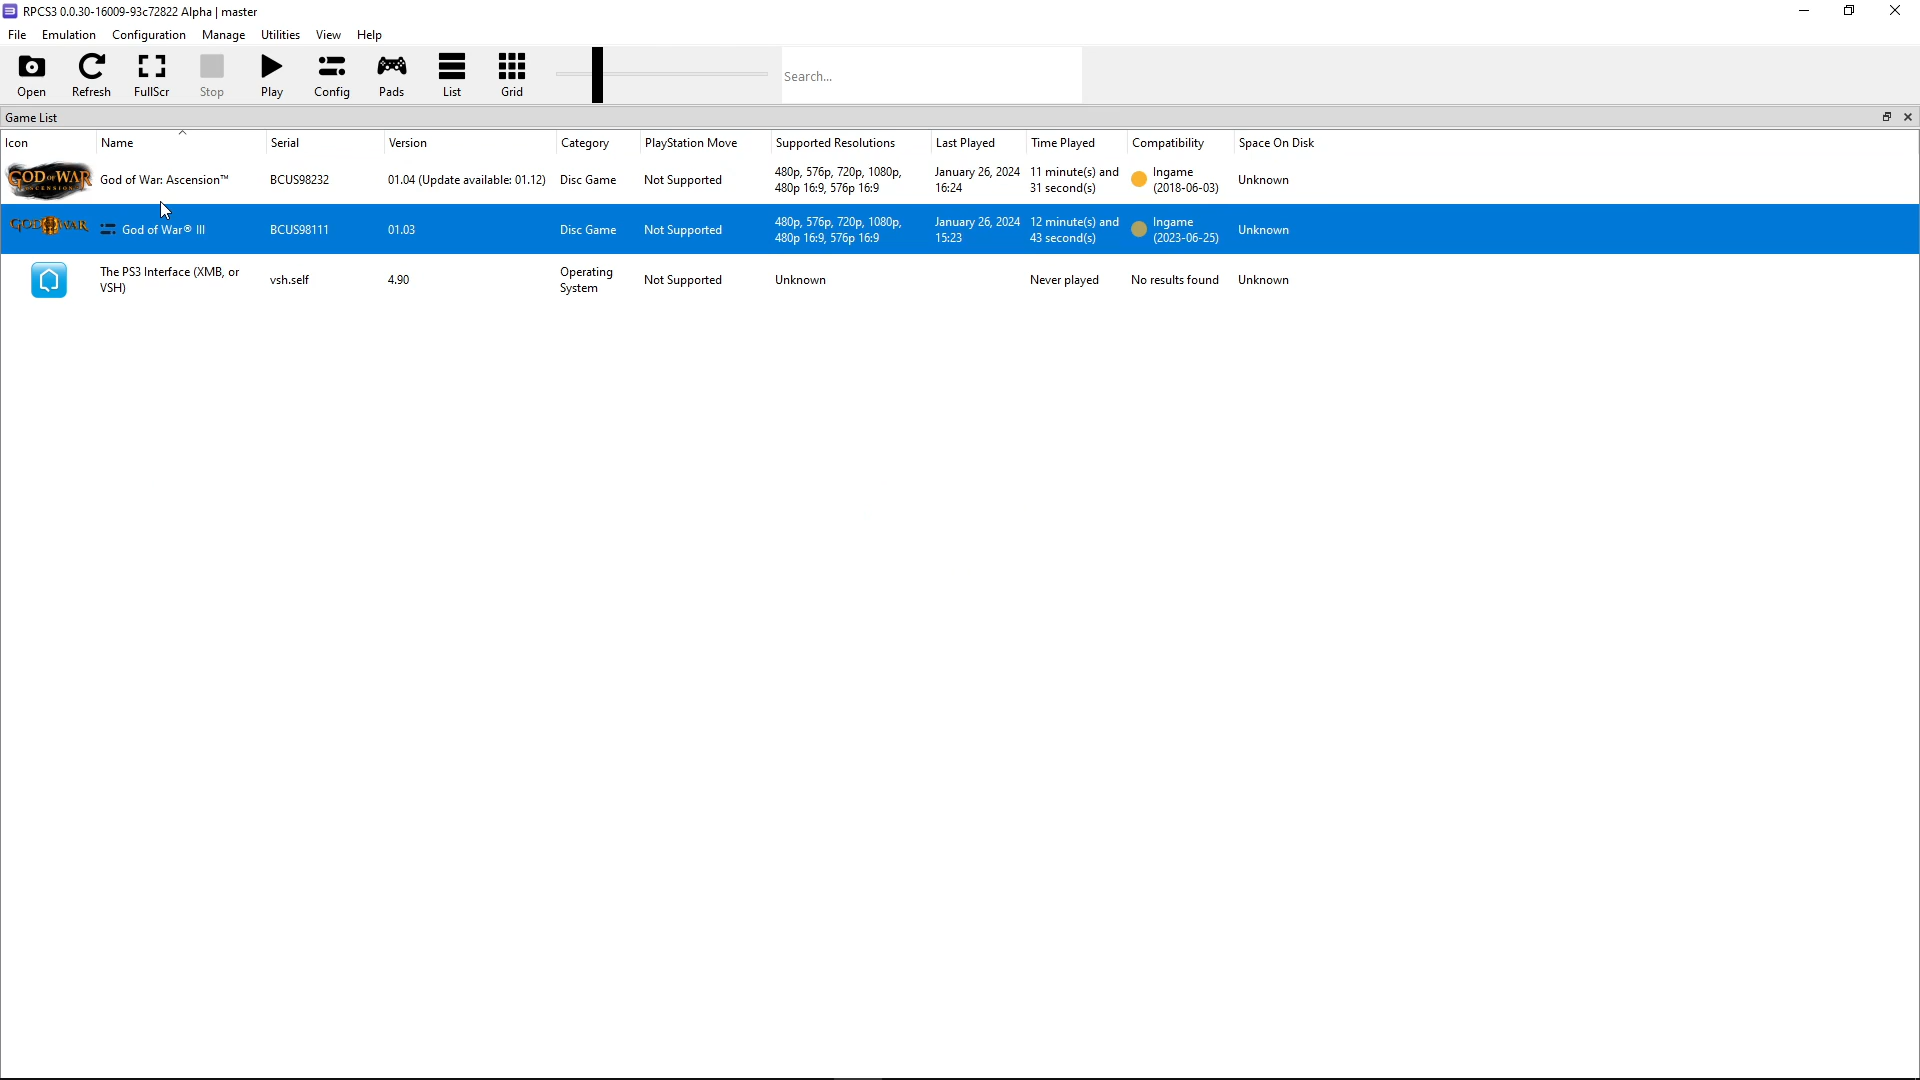 RPCS3 0.0.30-16009-93c72822 Alpha | master
File Emulation Configuration Manage Utilities View Help
Open Refresh FullScr Stop Play Config Pads List Grid Search...
Game List
Icon Name Serial Version Category PlayStation Move Supported Resolutions Last Played Time Played Compatibility Space On Disk
GOD OF WAR
ASCENSION
God of War: Ascension™ BCUS98232 01.04 (Update available: 01.12) Disc Game Not Supported
480p, 576p, 720p, 1080p,
480p 16:9, 576p 16:9
January 26, 2024
16:24
11 minute(s) and
31 second(s)
Ingame
(2018-06-03)
Unknown
GOD OF WAR
God of War® III BCUS98111 01.03 Disc Game Not Supported
480p, 576p, 720p, 1080p,
480p 16:9, 576p 16:9
January 26, 2024
15:23
12 minute(s) and
43 second(s)
Ingame
(2023-06-25)
Unknown
The PS3 Interface (XMB, or
VSH)
vsh.self 4.90
Operating
System
Not Supported Unknown Never played No results found Unknown